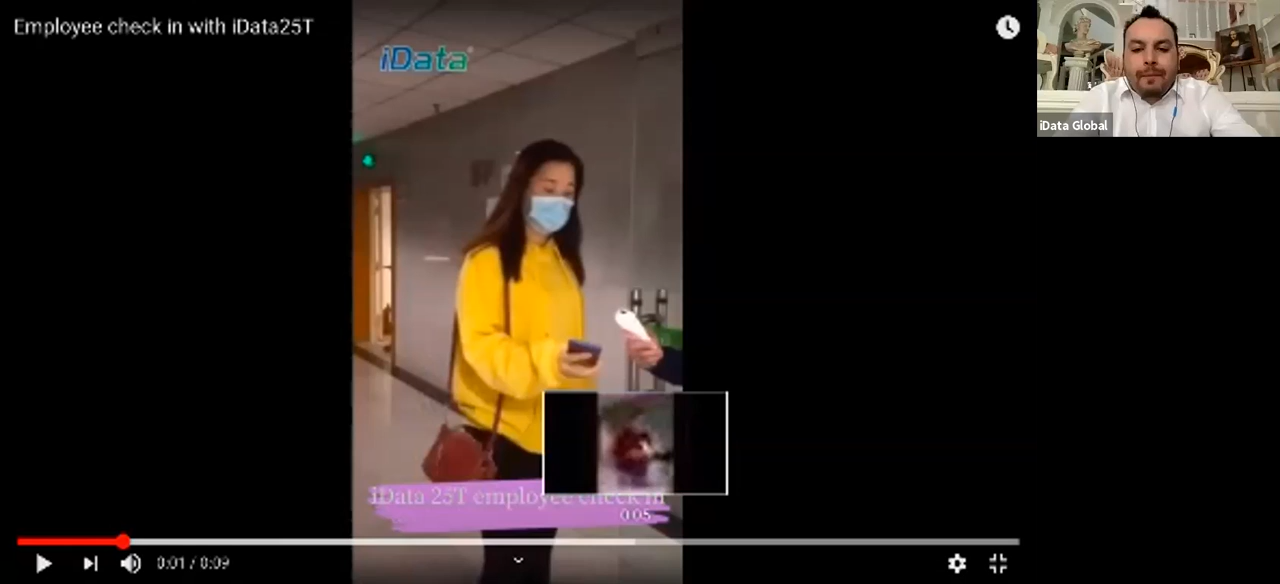 Employee check in with iData25T
iData
iData Global
iData 25T employee check in
0:05
0:01 / 0:09